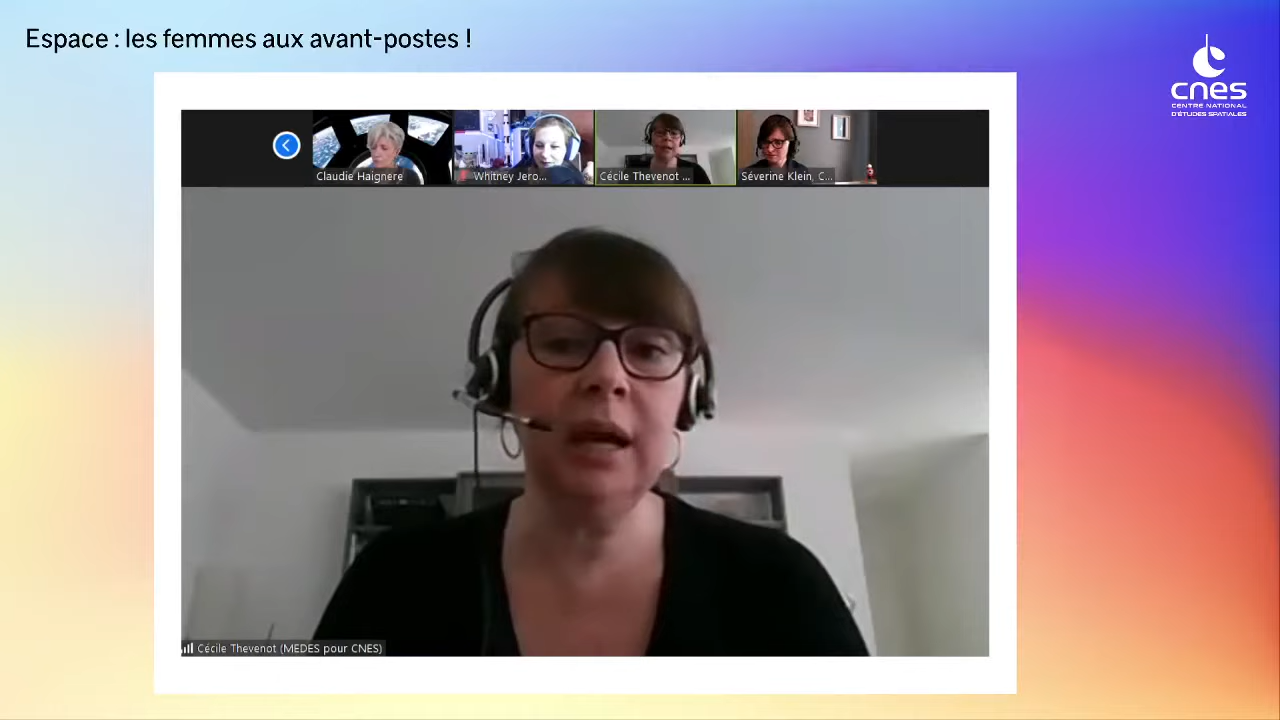 Espace : les femmes aux avant-postes !
cnes
CENTRE NATIONAL
D'ÉTUDES SPATIALES
Claudie Haignere
Whitney Jero...
Cécile Thevenot ...
Séverine Klein, C...
Cécile Thevenot (MEDES pour CNES)